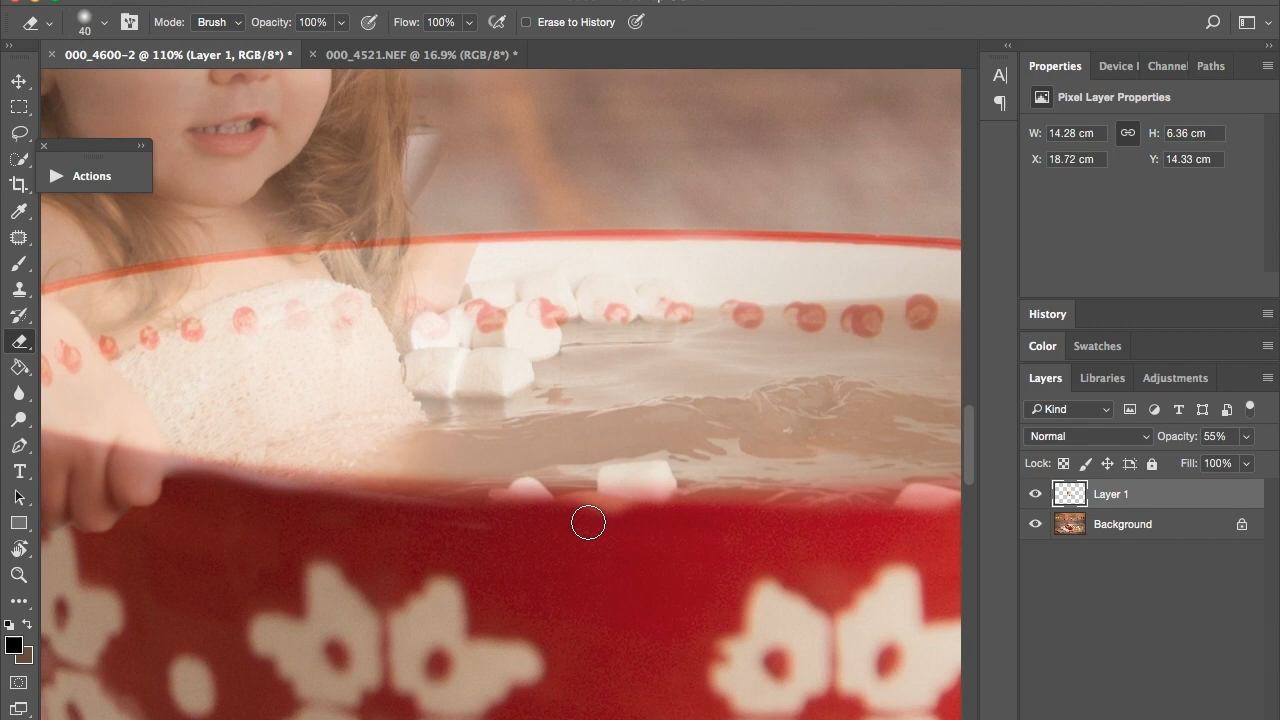 40
Mode: Brush Opacity: 100% Flow: 100% Erase to History
000_4600-2 @ 110% (Layer 1, RGB/8*) *
000_4521.NEF @ 16.9% (RGB/8*) *
Properties Device Channel Paths
Pixel Layer Properties
W: 14.28 cm H: 6.36 cm
X: 18.72 cm Y: 14.33 cm
Actions
History
Color Swatches
Layers Libraries Adjustments
Kind
Normal Opacity: 55%
Lock: Fill: 100%
Layer 1
Background